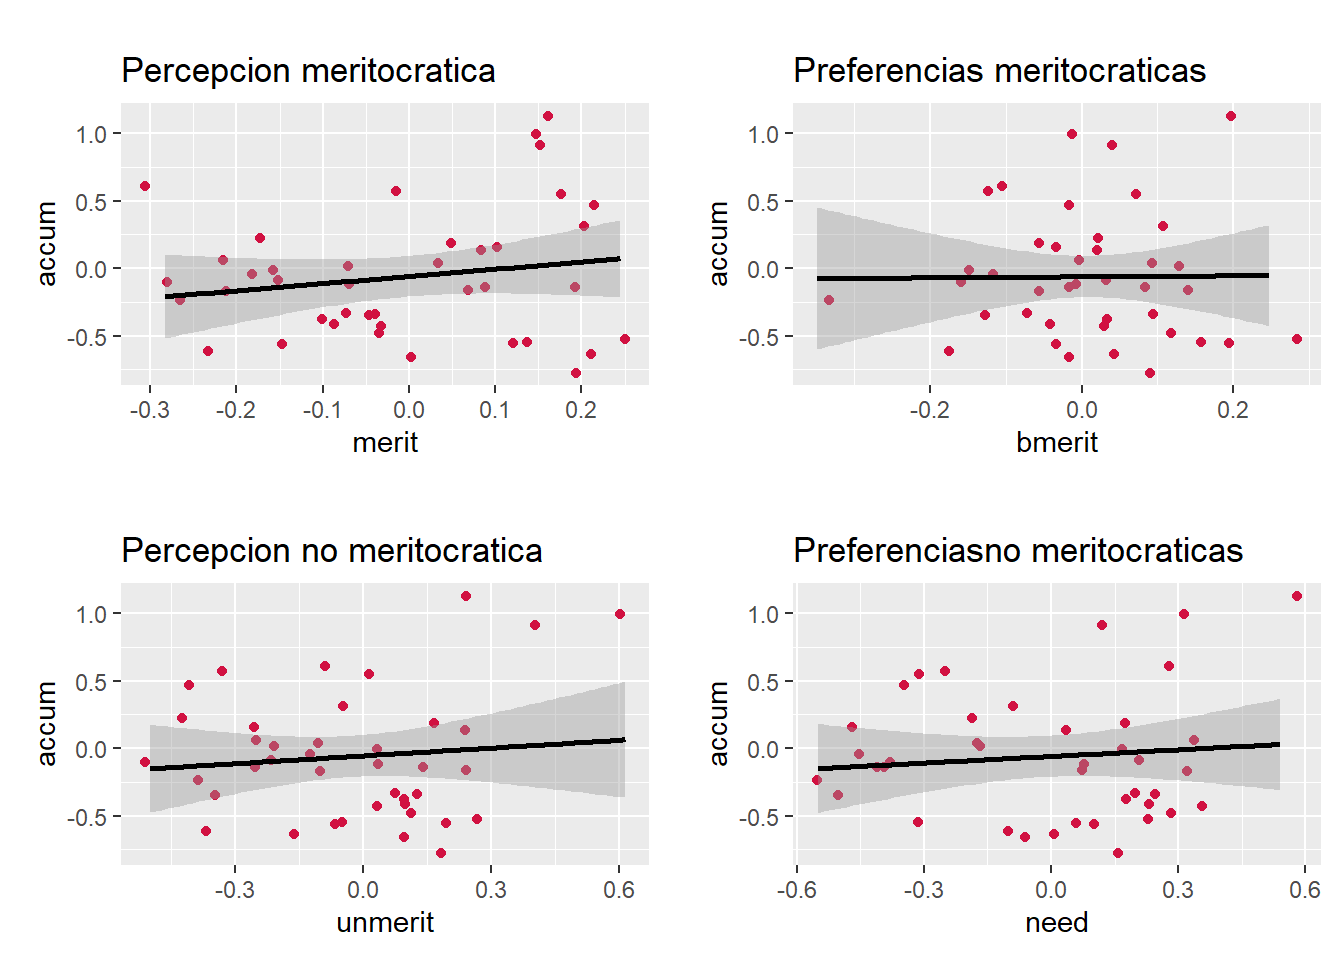 Percepcion meritocratica
accum
1.0
0.5
0.0
-0.5
-0.3 -0.2 -0.1 0.0 0.1 0.2
merit
Preferencias meritocraticas
accum
1.0
0.5
0.0
-0.5
-0.2 0.0 0.2
bmerit
Percepcion no meritocratica
accum
1.0
0.5
0.0
-0.5
-0.3 0.0 0.3 0.6
unmerit
Preferenciasno meritocraticas
accum
1.0
0.5
0.0
-0.5
-0.6 -0.3 0.0 0.3 0.6
need